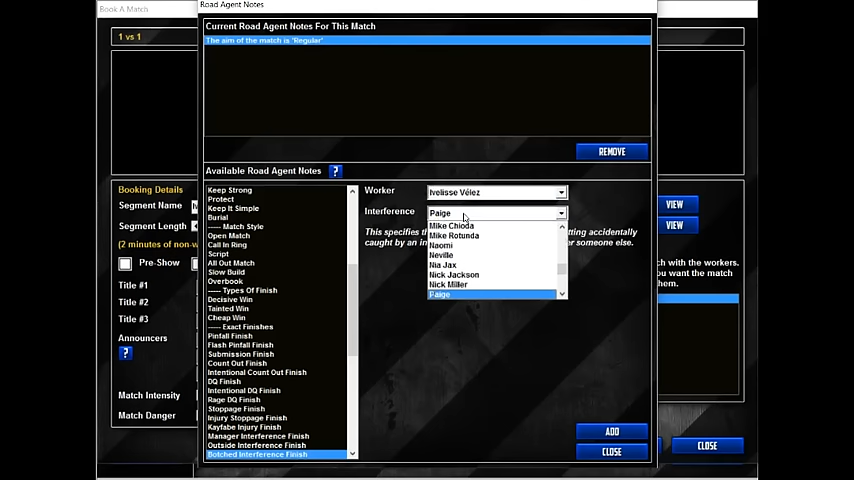 Book A Match
Road Agent Notes
1 vs 1
Current Road Agent Notes For This Match
The aim of the match is 'Regular'
REMOVE
Available Road Agent Notes ?
Keep Strong
Protect
Keep It Simple
Burial
----- Match Style
Open Match
Call In Ring
Script
All Out Match
Slow Build
Overbook
----- Types Of Finish
Decisive Win
Tainted Win
Cheap Win
----- Exact Finishes
Pinfall Finish
Flash Pinfall Finish
Submission Finish
Count Out Finish
Intentional Count Out Finish
DQ Finish
Intentional DQ Finish
Rage DQ Finish
Stoppage Finish
Injury Stoppage Finish
Kayfabe Injury Finish
Manager Interference Finish
Outside Interference Finish
Botched Interference Finish
Worker
Ivelisse Vélez
Interference
Paige
Mike Chioda
Mike Rotunda
Naomi
Neville
Nia Jax
Nick Jackson
Nick Miller
Paige
This specifies th
tting accidentally
caught by an in
r someone else.
ADD
CLOSE
Booking Details
Segment Name
Segment Length
(2 minutes of non-w
Pre-Show
Title #1
Title #2
Title #3
Announcers
?
Match Intensity
Match Danger
VIEW
VIEW
ch with the workers.
ou want the match
hem.
CLOSE